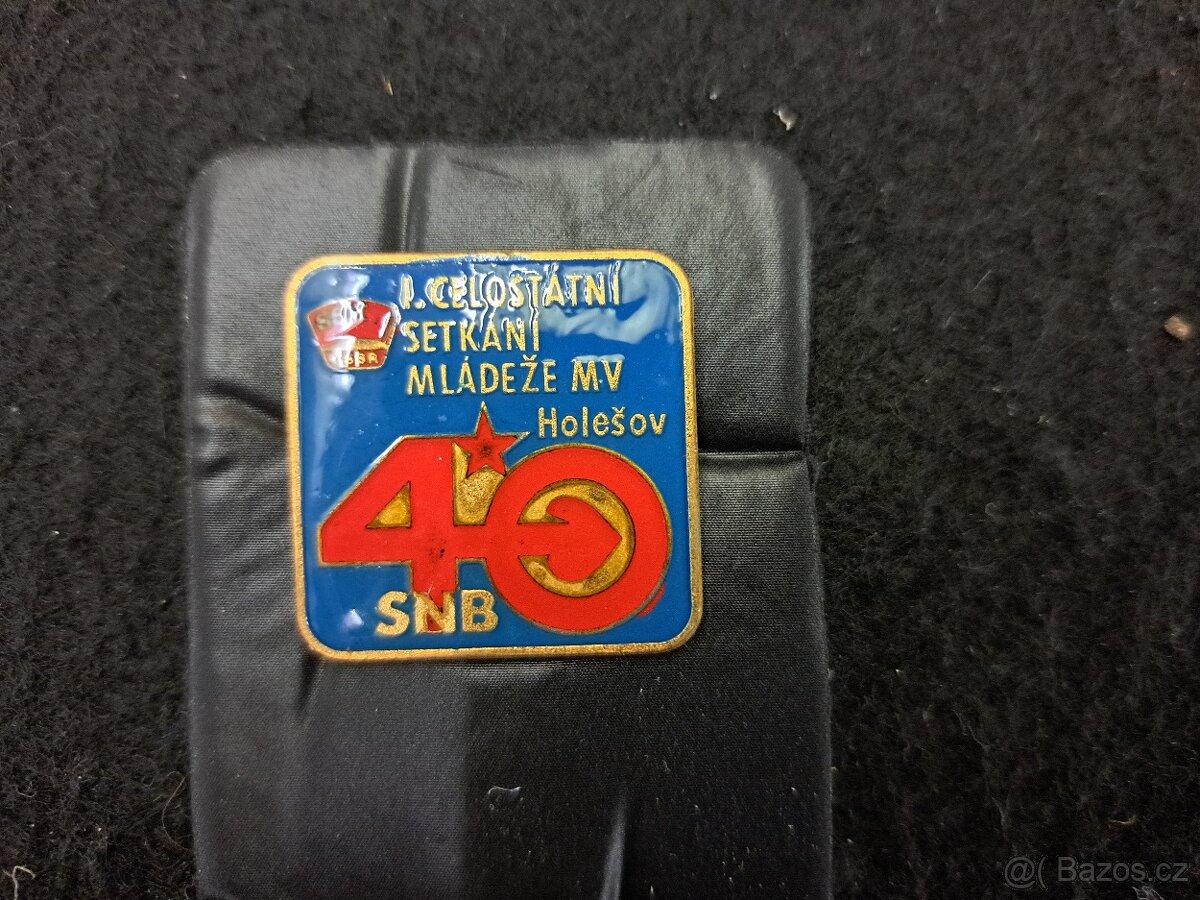 I. CELOSTÁTNÍ
SETKÁNÍ
MLÁDEŽE MV
Holešov
40
SNB
@( Bazos.cz